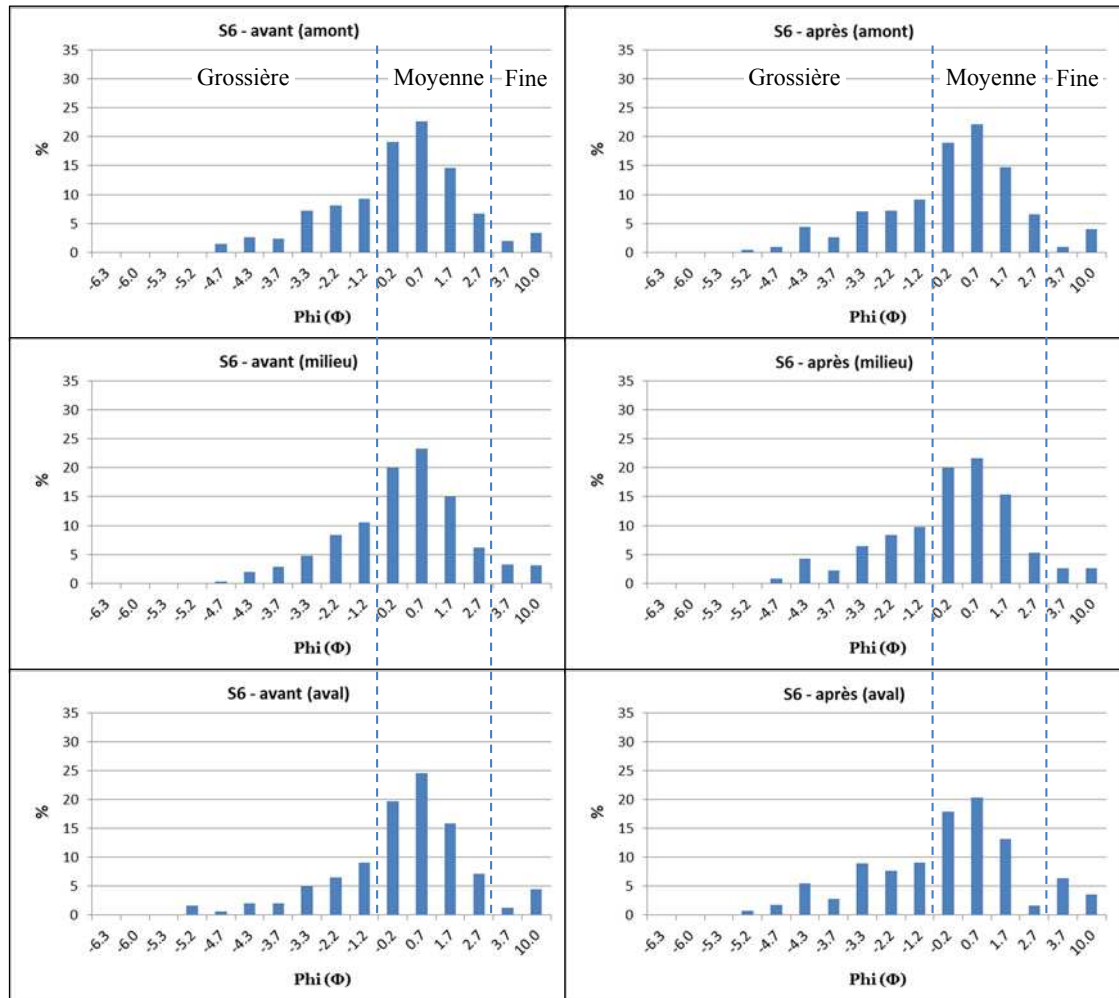 S6 - avant (amont)
35
30
25
20
15
10
5
0
%
Grossière
Moyenne
Fine
-6.3 -6.0 -5.3 -5.2 -4.7 -4.3 -3.7 -3.3 -2.2 -1.2 -0.2 0.7 1.7 2.7 3.7 10.0
Phi (Φ)
S6 - après (amont)
35
30
25
20
15
10
5
0
%
Grossière
Moyenne
Fine
-6.3 -6.0 -5.3 -5.2 -4.7 -4.3 -3.7 -3.3 -2.2 -1.2 -0.2 0.7 1.7 2.7 3.7 10.0
Phi (Φ)
S6 - avant (milieu)
35
30
25
20
15
10
5
0
%
-6.3 -6.0 -5.3 -5.2 -4.7 -4.3 -3.7 -3.3 -2.2 -1.2 -0.2 0.7 1.7 2.7 3.7 10.0
Phi (Φ)
S6 - après (milieu)
35
30
25
20
15
10
5
0
%
-6.3 -6.0 -5.3 -5.2 -4.7 -4.3 -3.7 -3.3 -2.2 -1.2 -0.2 0.7 1.7 2.7 3.7 10.0
Phi (Φ)
S6 - avant (aval)
35
30
25
20
15
10
5
0
%
-6.3 -6.0 -5.3 -5.2 -4.7 -4.3 -3.7 -3.3 -2.2 -1.2 -0.2 0.7 1.7 2.7 3.7 10.0
Phi (Φ)
S6 - après (aval)
35
30
25
20
15
10
5
0
%
-6.3 -6.0 -5.3 -5.2 -4.7 -4.3 -3.7 -3.3 -2.2 -1.2 -0.2 0.7 1.7 2.7 3.7 10.0
Phi (Φ)